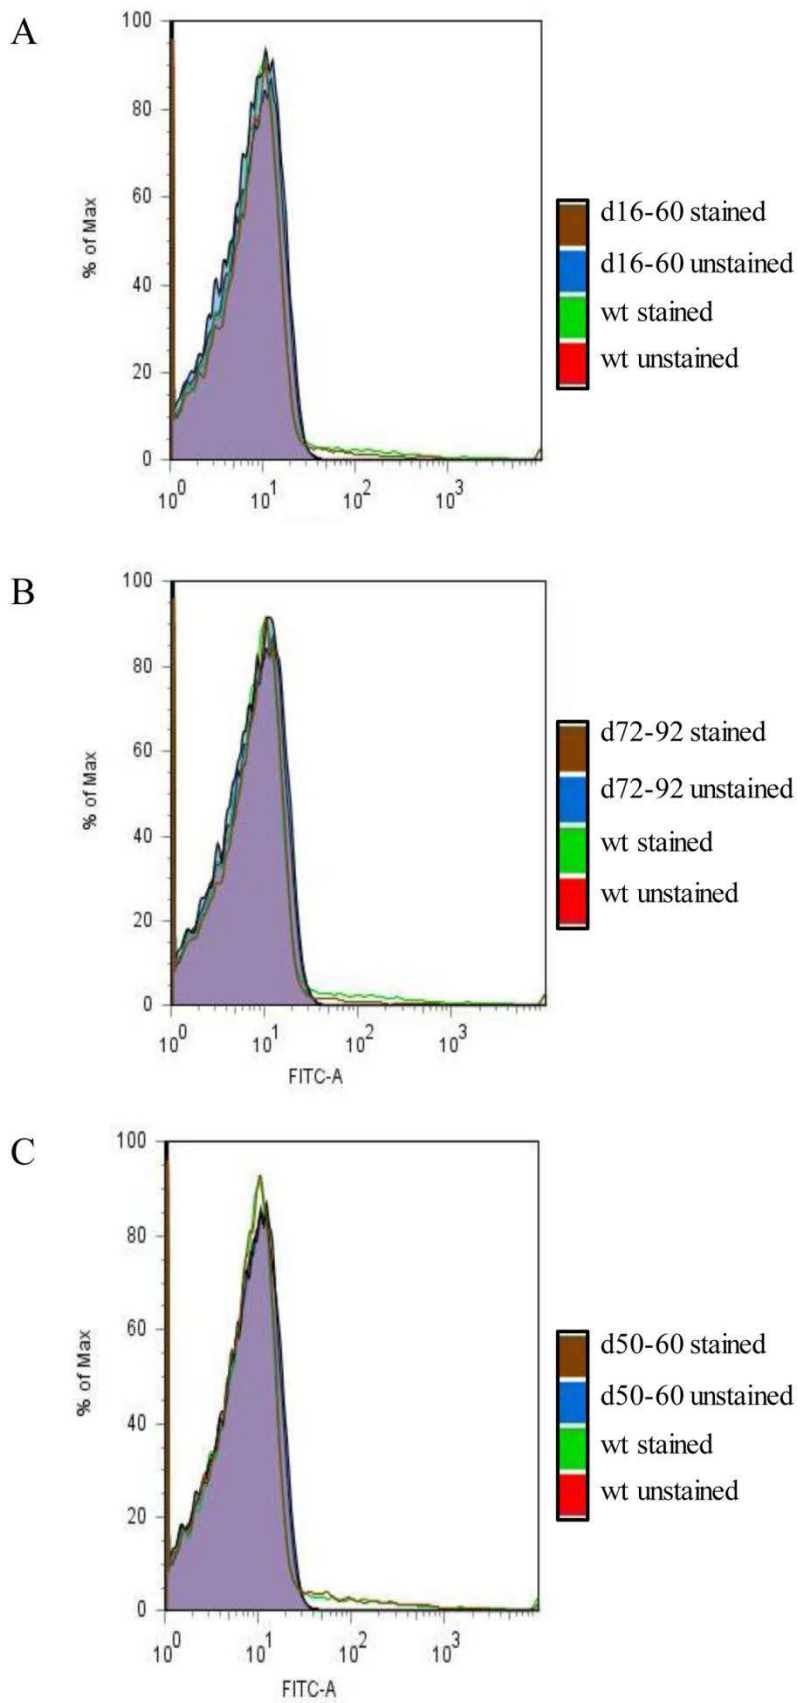 A
100
80
60
40
20
0
% of Max
10^0 10^1 10^2 10^3
d16-60 stained
d16-60 unstained
wt stained
wt unstained
B
100
80
60
40
20
0
% of Max
10^0 10^1 10^2 10^3
FITC-A
d72-92 stained
d72-92 unstained
wt stained
wt unstained
C
100
80
60
40
20
0
% of Max
10^0 10^1 10^2 10^3
FITC-A
d50-60 stained
d50-60 unstained
wt stained
wt unstained